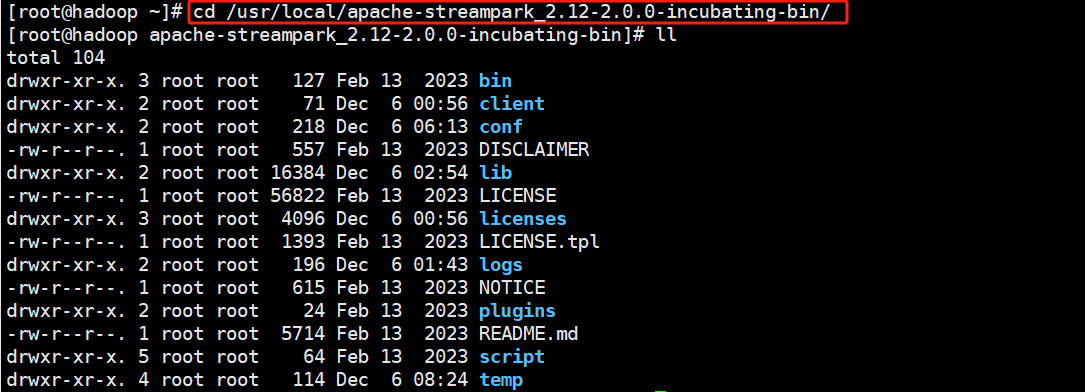 [root@hadoop ~]# cd /usr/local/apache-streampark_2.12-2.0.0-incubating-bin/
[root@hadoop apache-streampark_2.12-2.0.0-incubating-bin]# ll
total 104
drwxr-xr-x. 3 root root   127 Feb 13  2023 bin
drwxr-xr-x. 2 root root    71 Dec  6 00:56 client
drwxr-xr-x. 2 root root   218 Dec  6 06:13 conf
-rw-r--r--. 1 root root   557 Feb 13  2023 DISCLAIMER
drwxr-xr-x. 2 root root 16384 Dec  6 02:54 lib
-rw-r--r--. 1 root root 56822 Feb 13  2023 LICENSE
drwxr-xr-x. 3 root root  4096 Dec  6 00:56 licenses
-rw-r--r--. 1 root root  1393 Feb 13  2023 LICENSE.tpl
drwxr-xr-x. 2 root root   196 Dec  6 01:43 logs
-rw-r--r--. 1 root root   615 Feb 13  2023 NOTICE
drwxr-xr-x. 2 root root    24 Feb 13  2023 plugins
-rw-r--r--. 1 root root  5714 Feb 13  2023 README.md
drwxr-xr-x. 5 root root    64 Feb 13  2023 script
drwxr-xr-x. 4 root root   114 Dec  6 08:24 temp